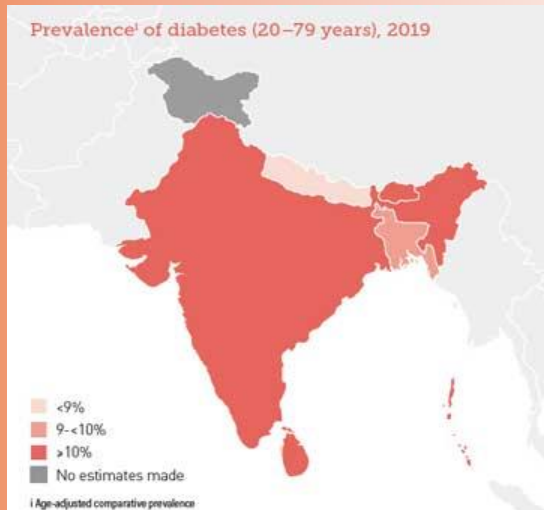 Prevalenceⁱ of diabetes (20–79 years), 2019
<9%
9-<10%
≥10%
No estimates made
i Age-adjusted comparative prevalence